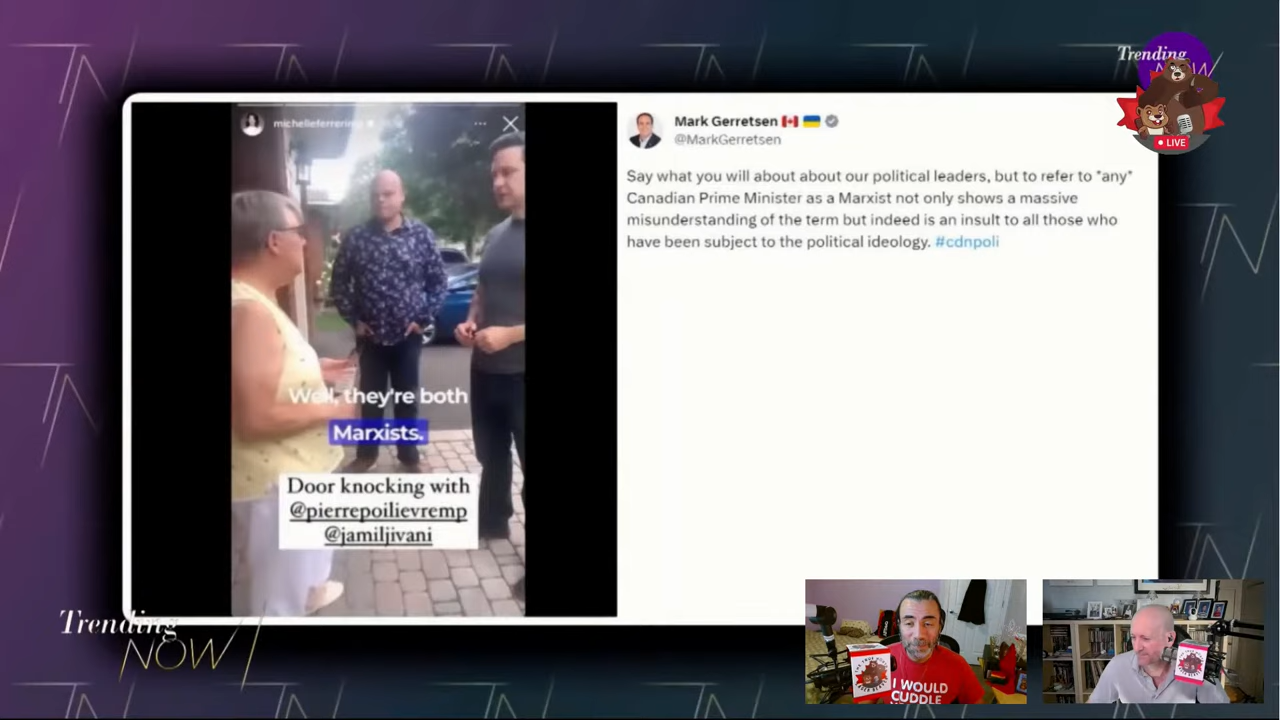 Trending
NOW
LIVE
michelleferreri
Mark Gerretsen
@MarkGerretsen
Say what you will about about our political leaders, but to refer to *any*
Canadian Prime Minister as a Marxist not only shows a massive
misunderstanding of the term but indeed is an insult to all those who
have been subject to the political ideology. #cdnpoli
Well, they're both
Marxists.
Door knocking with
@pierrepoilievremp
@jamiljivani
Trending
NOW
I WOULD
CUDDLE